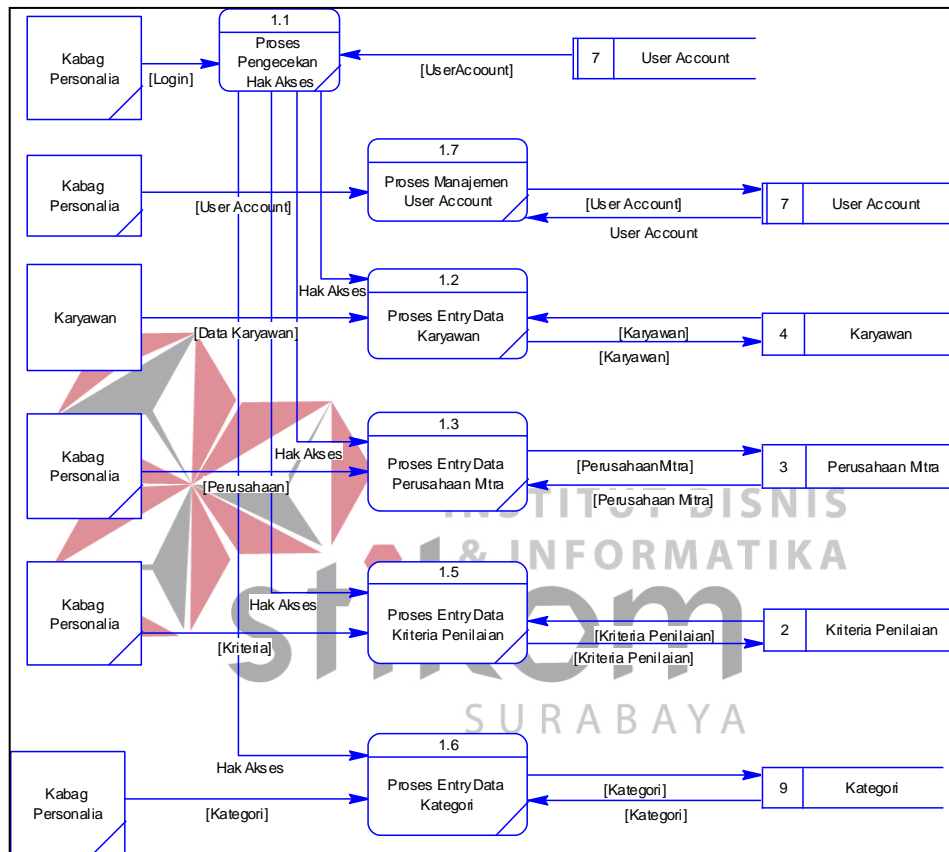 1.1
Kabag
Personalia
[Login]
Proses
Pengecekan
Hak Akses
[UserAcoount]
7
User Account
Kabag
Personalia
[User Account]
1.7
Proses Manajemen
User Account
[User Account]
User Account
7
User Account
Hak Akses
Karyawan
[Data Karyawan]
1.2
Proses Entry Data
Karyawan
[Karyawan]
[Karyawan]
4
Karyawan
Hak Akses
Kabag
Personalia
[Perusahaan]
1.3
Proses Entry Data
Perusahaan Mtra
[PerusahaanMtra]
[Perusahaan Mitra]
3
Perusahaan Mtra
INSTITUT BISNIS
& INFORMATIKA
stikom
SURABAYA
Hak Akses
Kabag
Personalia
[Kriteria]
1.5
Proses Entry Data
Kriteria Penilaian
[Kriteria Penilaian]
[Kriteria Penilaian]
2
Kriteria Penilaian
Hak Akses
Kabag
Personalia
[Kategori]
1.6
Proses Entry Data
Kategori
[Kategori]
[Kategori]
9
Kategori